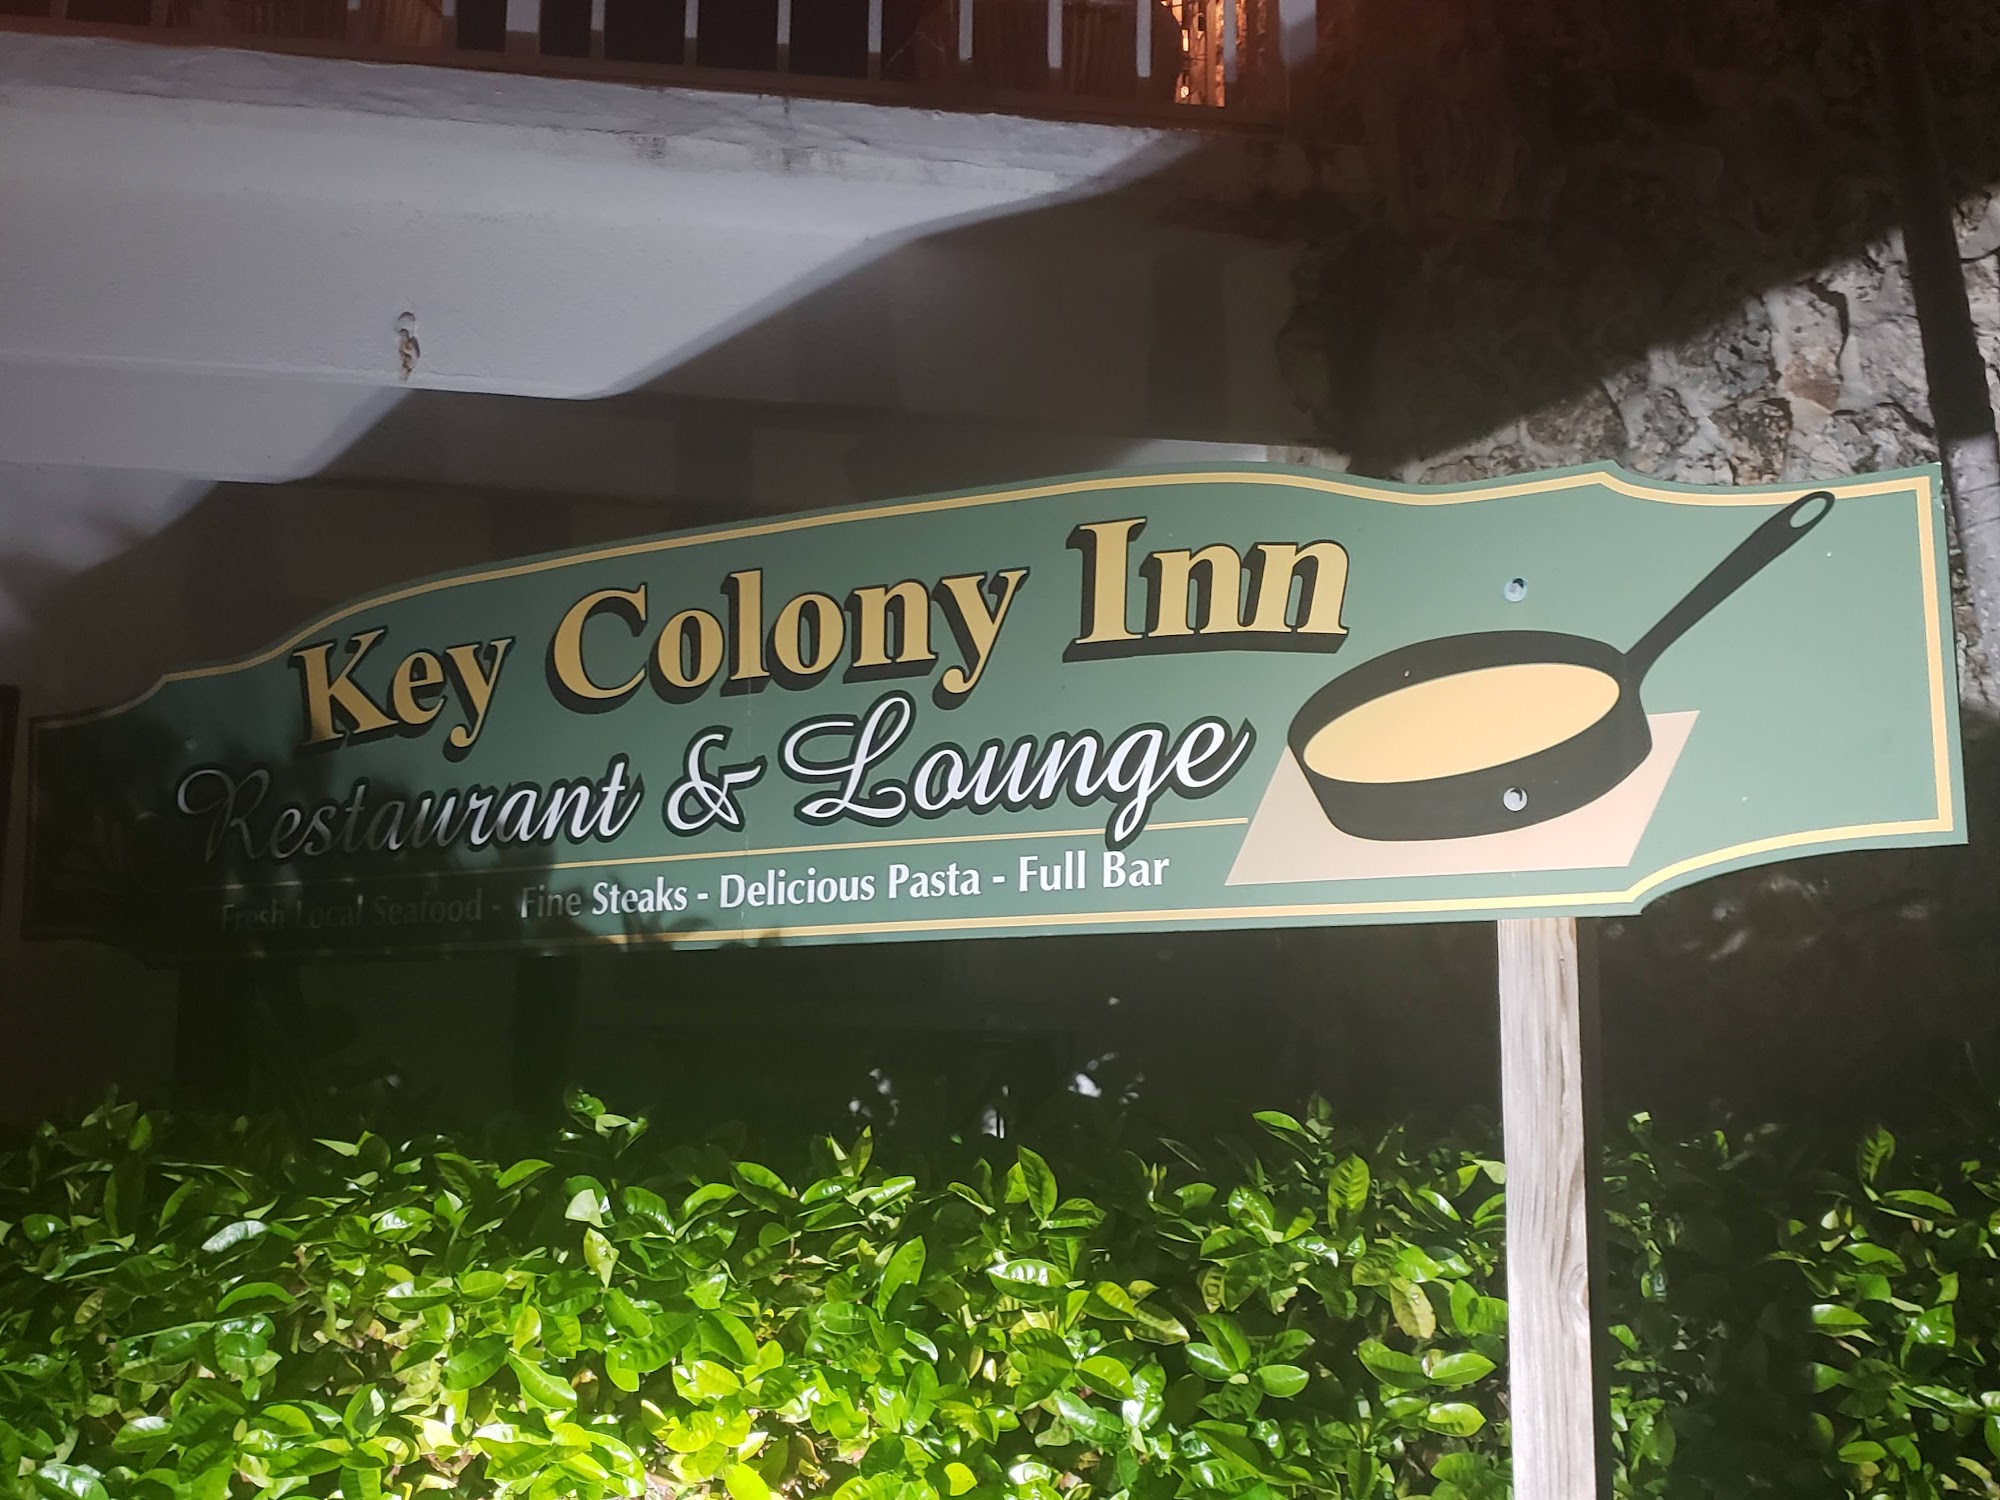 Key Colony Inn
Restaurant & Lounge
Fresh Local Seafood - Fine Steaks - Delicious Pasta - Full Bar